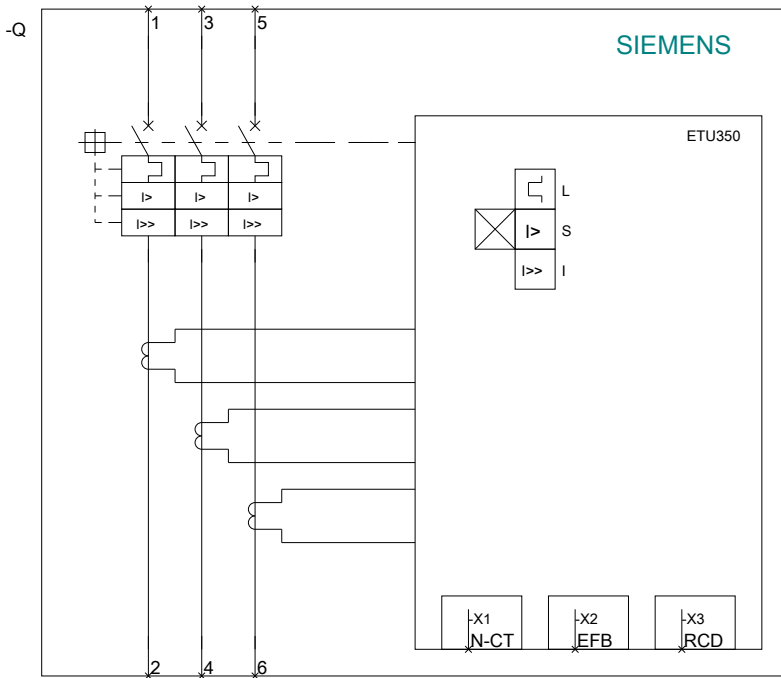 -Q
1 3 5
SIEMENS
ETU350
I> I> I>
I>> I>> I>>
L
I> S
I>> I
-X1 -X2 -X3
N-CT EFB RCD
2 4 6